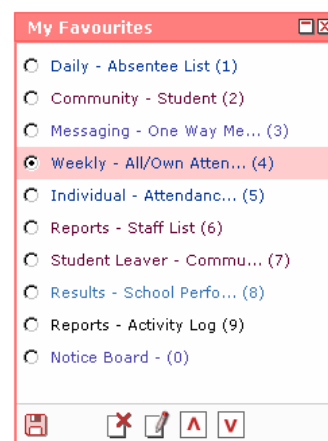 My Favourites
Daily - Absentee List (1)
Community - Student (2)
Messaging - One Way Me... (3)
Weekly - All/Own Atten... (4)
Individual - Attendanc... (5)
Reports - Staff List (6)
Student Leaver - Commu... (7)
Results - School Perfo... (8)
Reports - Activity Log (9)
Notice Board - (0)